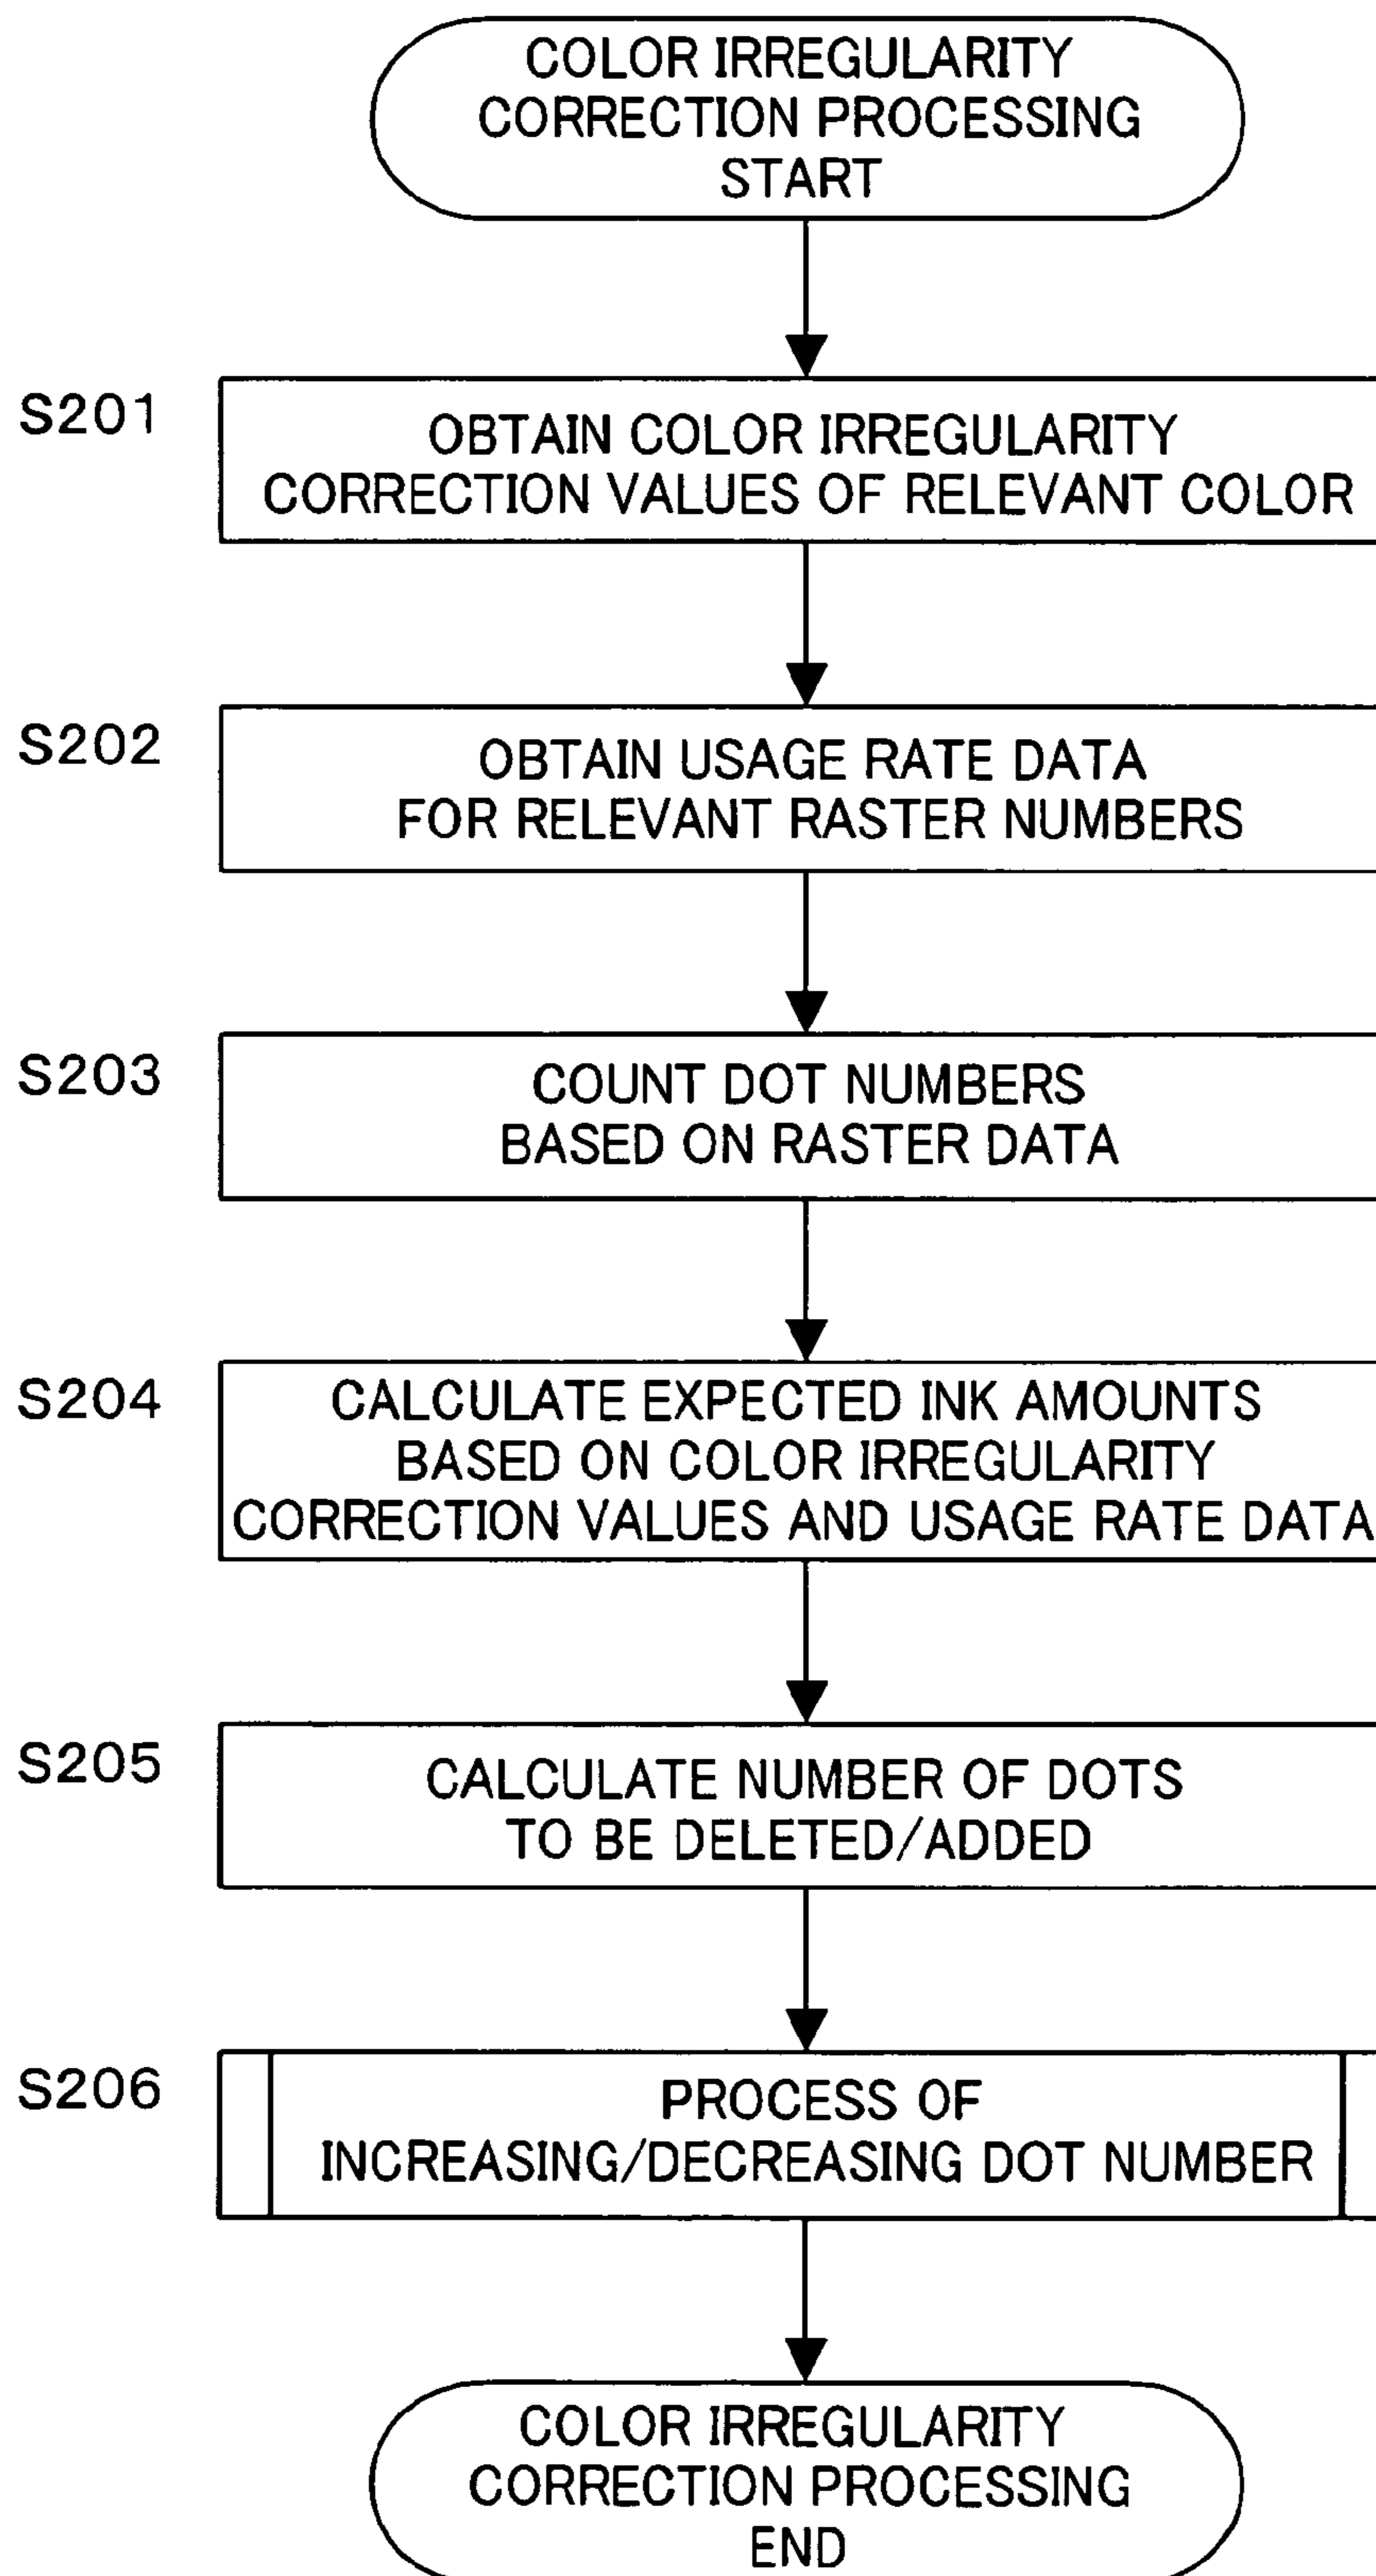 COLOR IRREGULARITY
CORRECTION PROCESSING
START
S201
OBTAIN COLOR IRREGULARITY
CORRECTION VALUES OF RELEVANT COLOR
S202
OBTAIN USAGE RATE DATA
FOR RELEVANT RASTER NUMBERS
S203
COUNT DOT NUMBERS
BASED ON RASTER DATA
S204
CALCULATE EXPECTED INK AMOUNTS
BASED ON COLOR IRREGULARITY
CORRECTION VALUES AND USAGE RATE DATA
S205
CALCULATE NUMBER OF DOTS
TO BE DELETED/ADDED
S206
PROCESS OF
INCREASING/DECREASING DOT NUMBER
COLOR IRREGULARITY
CORRECTION PROCESSING
END